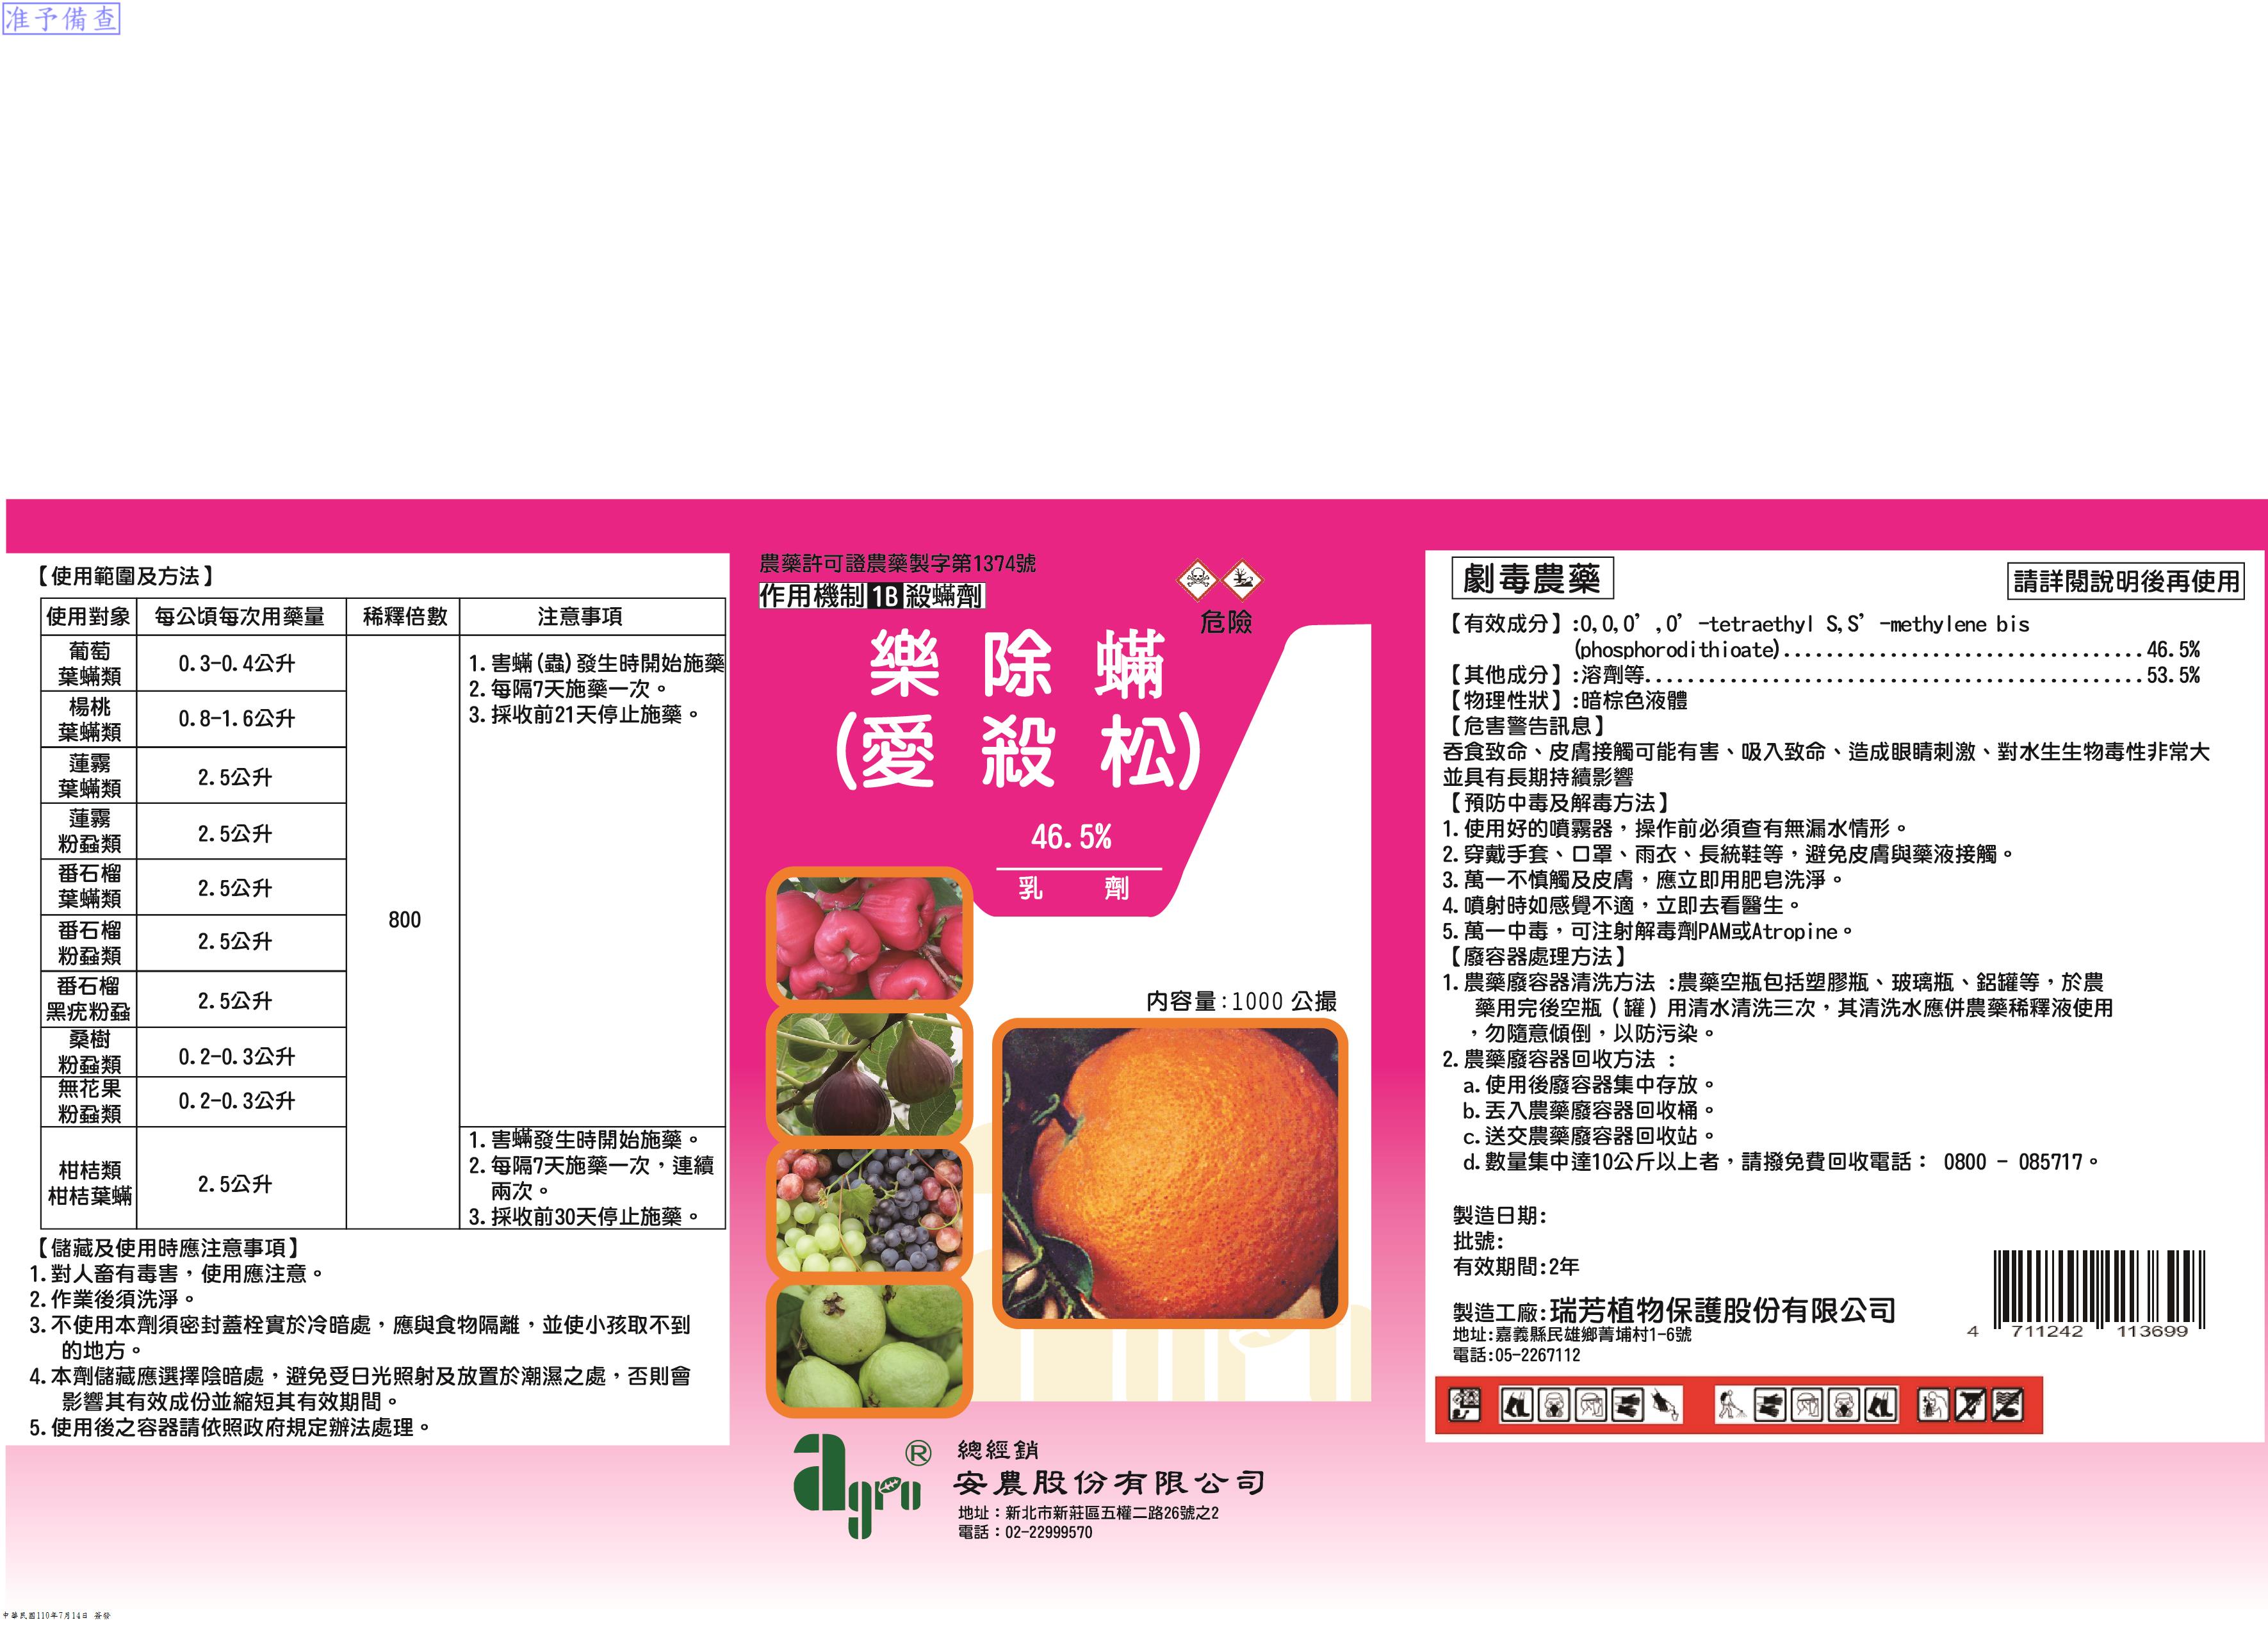 准予備查
【使用範圍及方法】
使用對象 每公頃每次用藥量 稀釋倍數 注意事項
葡萄
葉蟎類
0.3-0.4公升
楊桃
葉蟎類
0.8-1.6公升
蓮霧
葉蟎類
2.5公升
蓮霧
粉蝨類
2.5公升
番石榴
葉蟎類
2.5公升
番石榴
粉蝨類
2.5公升
番石榴
黑疣粉蝨
2.5公升
桑樹
粉蝨類
0.2-0.3公升
無花果
粉蝨類
0.2-0.3公升
柑桔類
柑桔葉蟎
2.5公升
800
1.害蟎(蟲)發生時開始施藥
2.每隔7天施藥一次。
3.採收前21天停止施藥。
1.害蟎發生時開始施藥。
2.每隔7天施藥一次，連續
兩次。
3.採收前30天停止施藥。
【儲藏及使用時應注意事項】
1.對人畜有毒害，使用應注意。
2.作業後須洗淨。
3.不使用本劑須密封蓋栓實於冷暗處，應與食物隔離，並使小孩取不到
的地方。
4.本劑儲藏應選擇陰暗處，避免受日光照射及放置於潮濕之處，否則會
影響其有效成份並縮短其有效期間。
5.使用後之容器請依照政府規定辦法處理。
農藥許可證農藥製字第1374號
作用機制 1B 殺蟎劑
危險
樂除蟎
(愛殺松)
46.5%
乳劑
內容量:1000 公撮
agro ®
總經銷
安農股份有限公司
地址：新北市新莊區五權二路26號之2
電話：02-22999570
劇毒農藥
請詳閱說明後再使用
【有效成分】:O,O,O’,O’-tetraethyl S,S’-methylene bis
(phosphorodithioate)..................................46.5%
【其他成分】:溶劑等...............................................53.5%
【物理性狀】:暗棕色液體
【危害警告訊息】
吞食致命、皮膚接觸可能有害、吸入致命、造成眼睛刺激、對水生生物毒性非常大
並具有長期持續影響
【預防中毒及解毒方法】
1.使用好的噴霧器，操作前必須查有無漏水情形。
2.穿戴手套、口罩、雨衣、長統鞋等，避免皮膚與藥液接觸。
3.萬一不慎觸及皮膚，應立即用肥皂洗淨。
4.噴射時如感覺不適，立即去看醫生。
5.萬一中毒，可注射解毒劑PAM或Atropine。
【廢容器處理方法】
1.農藥廢容器清洗方法 :農藥空瓶包括塑膠瓶、玻璃瓶、鋁罐等，於農
藥用完後空瓶（罐）用清水清洗三次，其清洗水應併農藥稀釋液使用
，勿隨意傾倒，以防污染。
2.農藥廢容器回收方法 :
a.使用後廢容器集中存放。
b.丟入農藥廢容器回收桶。
c.送交農藥廢容器回收站。
d.數量集中達10公斤以上者，請撥免費回收電話： 0800 - 085717。
製造日期:
批號:
有效期間:2年
製造工廠:瑞芳植物保護股份有限公司
地址:嘉義縣民雄鄉菁埔村1-6號
電話:05-2267112
4 711242 113699
中華民國110年7月14日 簽發